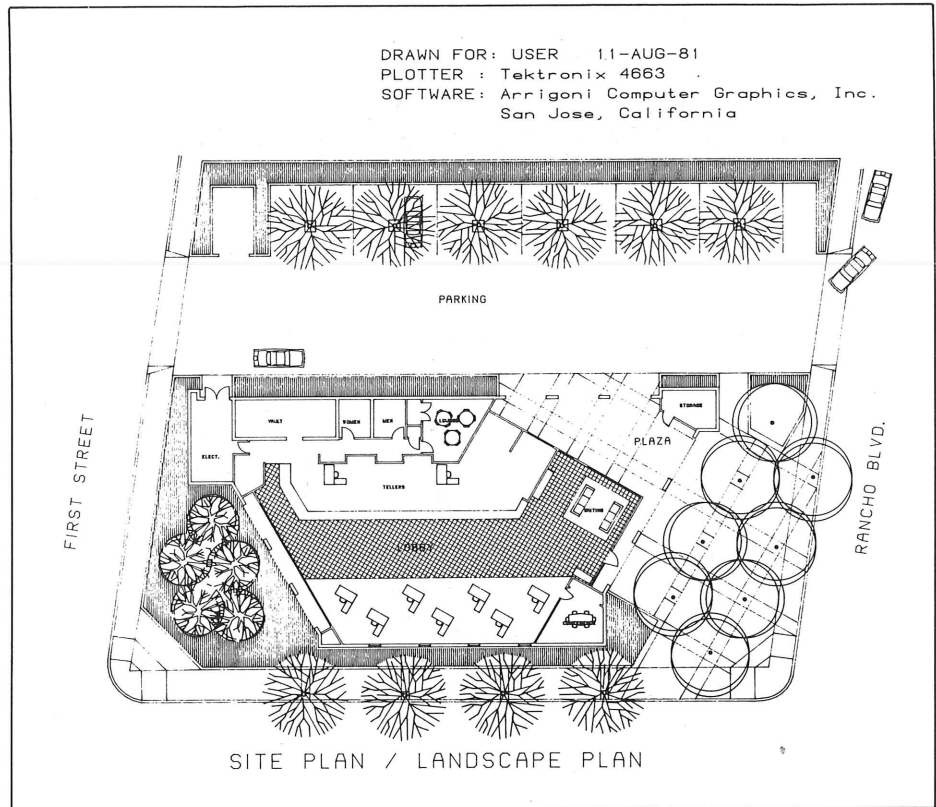 DRAWN FOR: USER 11-AUG-81
PLOTTER : Tektronix 4663
SOFTWARE: Arrigoni Computer Graphics, Inc.
San Jose, California
PARKING
STORAGE
VAULT
WOMEN
MEN
LOUNGE
PLAZA
ELECT.
TELLERS
WAITING
LOBBY
FIRST STREET
RANCHO BLVD.
SITE PLAN / LANDSCAPE PLAN